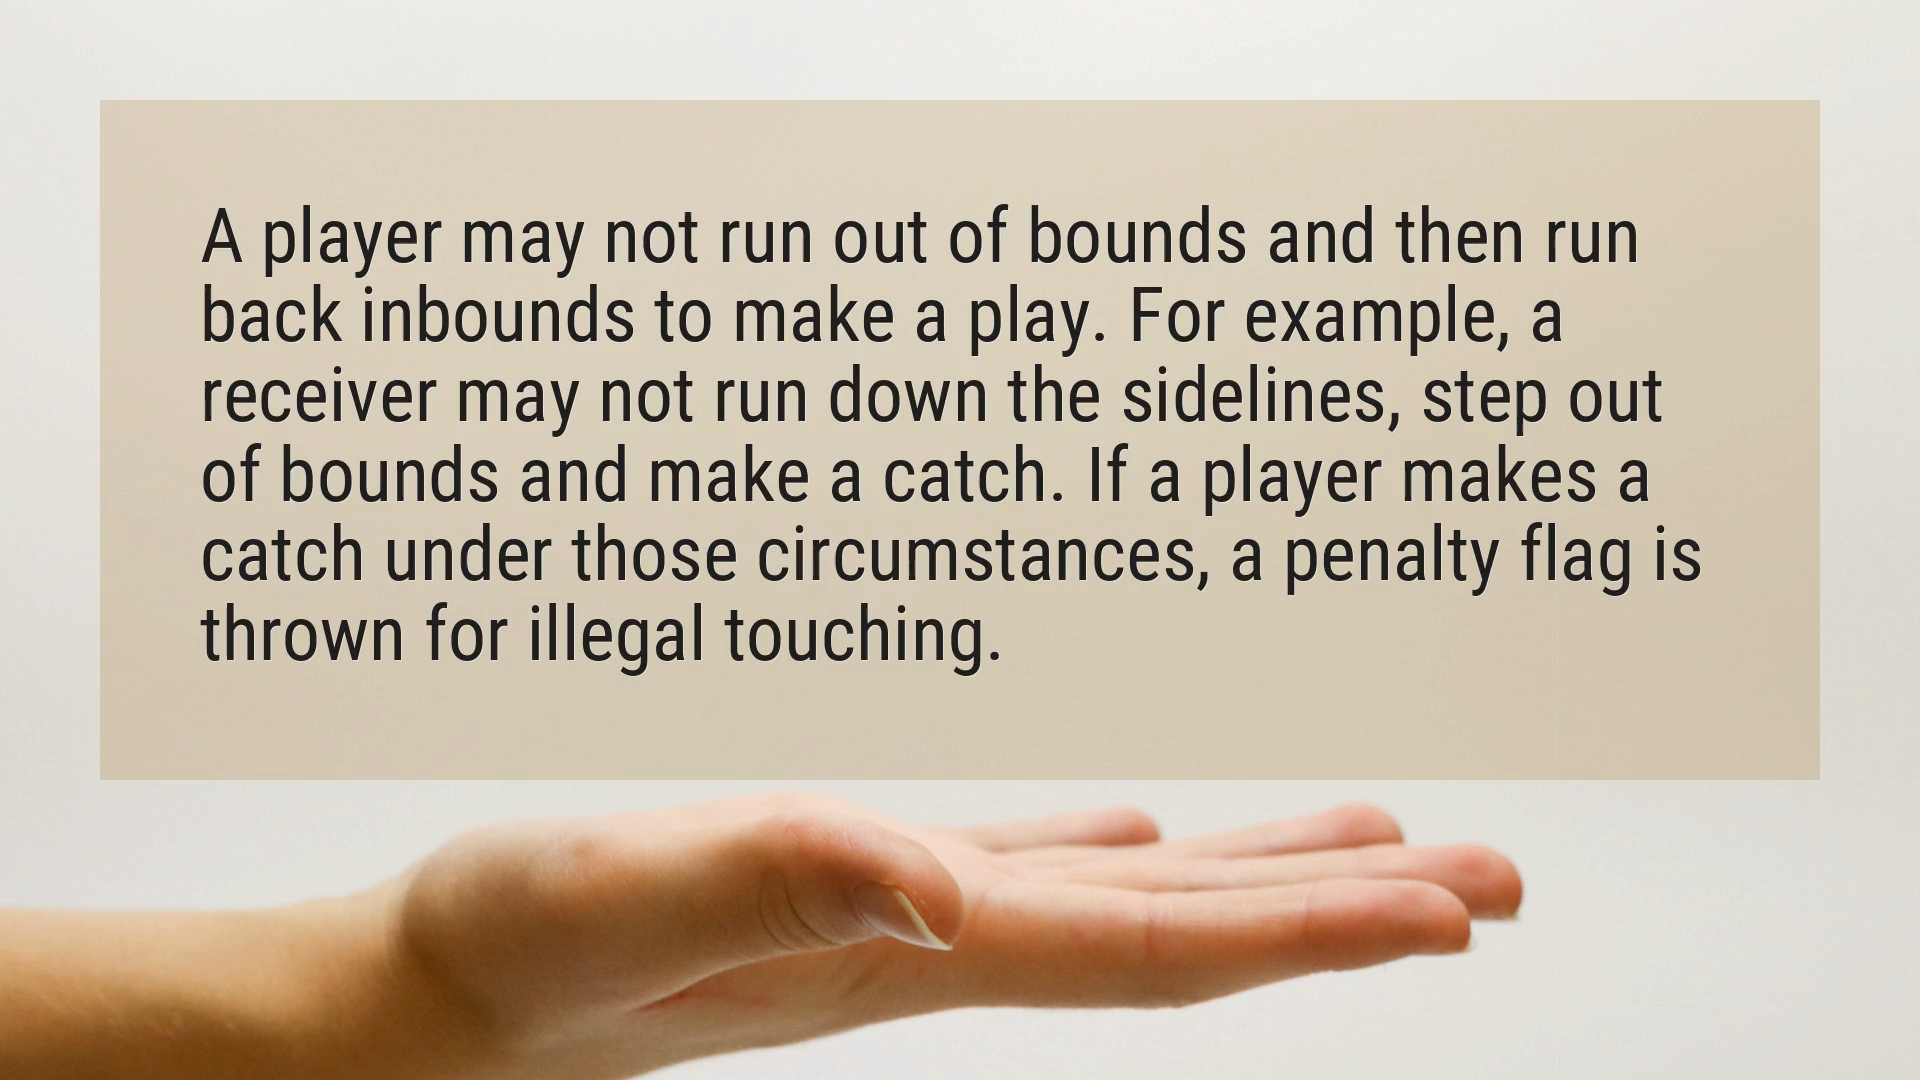 A player may not run out of bounds and then run
back inbounds to make a play. For example, a
receiver may not run down the sidelines, step out
of bounds and make a catch. If a player makes a
catch under those circumstances, a penalty flag is
thrown for illegal touching.